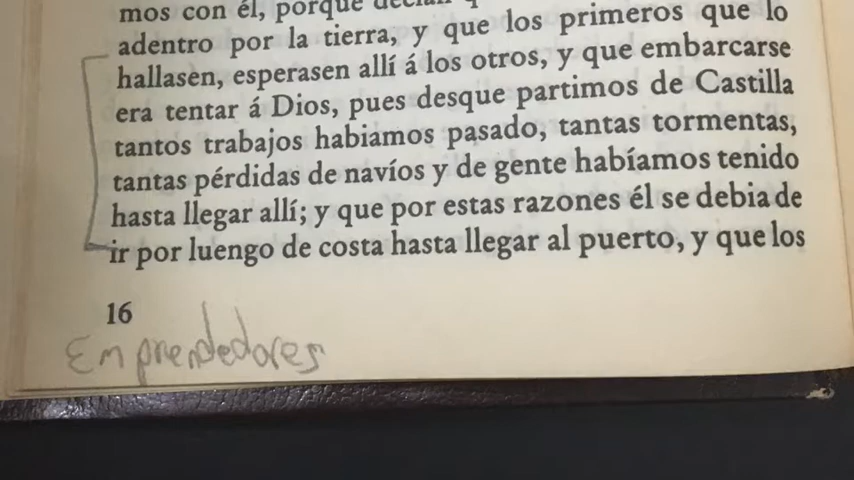 mos con él, porque decían
adentro por la tierra, y que los primeros que lo
hallasen, esperasen allí á los otros, y que embarcarse
era tentar á Dios, pues desque partimos de Castilla
tantos trabajos habiamos pasado, tantas tormentas,
tantas pérdidas de navíos y de gente habíamos tenido
hasta llegar allí; y que por estas razones él se debia de
ir por luengo de costa hasta llegar al puerto, y que los
16
Emprendedores